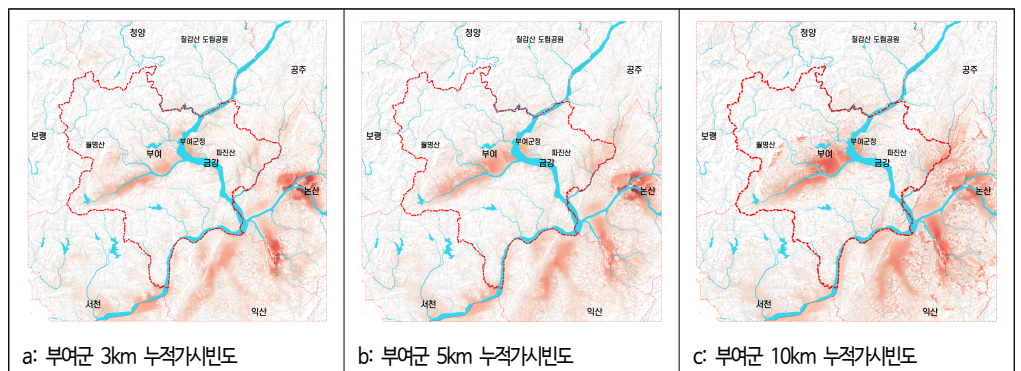 청양
칠갑산 도립공원
공주
보령
월명산
부여군청
부여
파진산
금강
논산
서천
익산
a: 부여군 3km 누적가시빈도
청양
칠갑산 도립공원
공주
보령
월명산
부여군청
부여
파진산
금강
논산
서천
익산
b: 부여군 5km 누적가시빈도
청양
칠갑산 도립공원
공주
보령
월명산
부여군청
부여
파진산
금강
논산
서천
익산
c: 부여군 10km 누적가시빈도